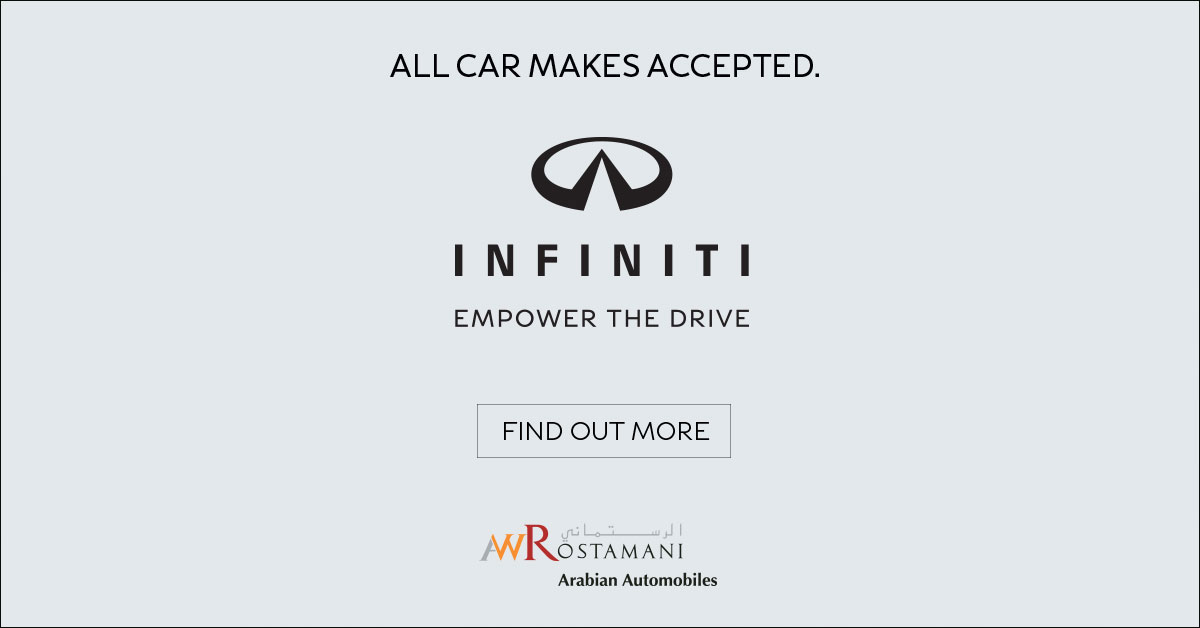 ALL CAR MAKES ACCEPTED.
INFINITI
EMPOWER THE DRIVE
FIND OUT MORE
الرستماني
AWROSTAMANI
Arabian Automobiles